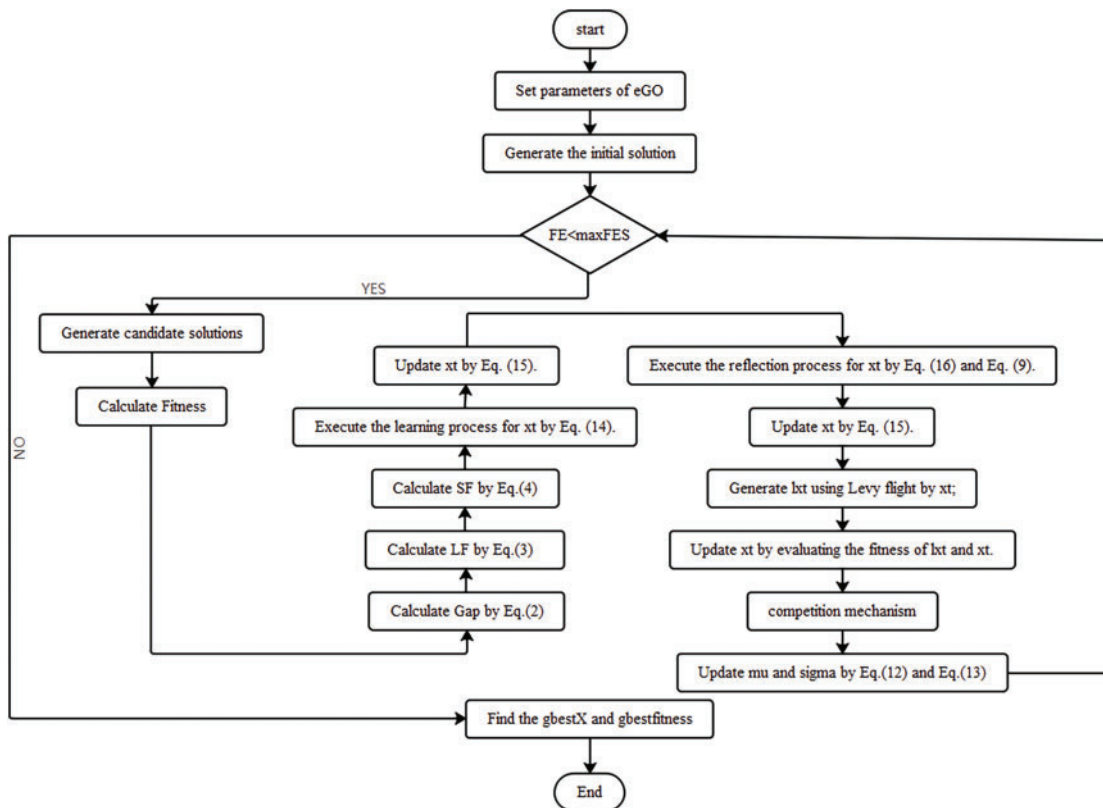 start
Set parameters of eGO
Generate the initial solution
FE<maxFES
YES
NO
Generate candidate solutions
Calculate Fitness
Calculate Gap by Eq.(2)
Calculate LF by Eq.(3)
Calculate SF by Eq.(4)
Execute the learning process for xt by Eq. (14).
Update xt by Eq. (15).
Execute the reflection process for xt by Eq. (16) and Eq. (9).
Update xt by Eq. (15).
Generate lxt using Levy flight by xt;
Update xt by evaluating the fitness of lxt and xt.
competition mechanism
Update mu and sigma by Eq.(12) and Eq.(13)
Find the gbestX and gbestfitness
End